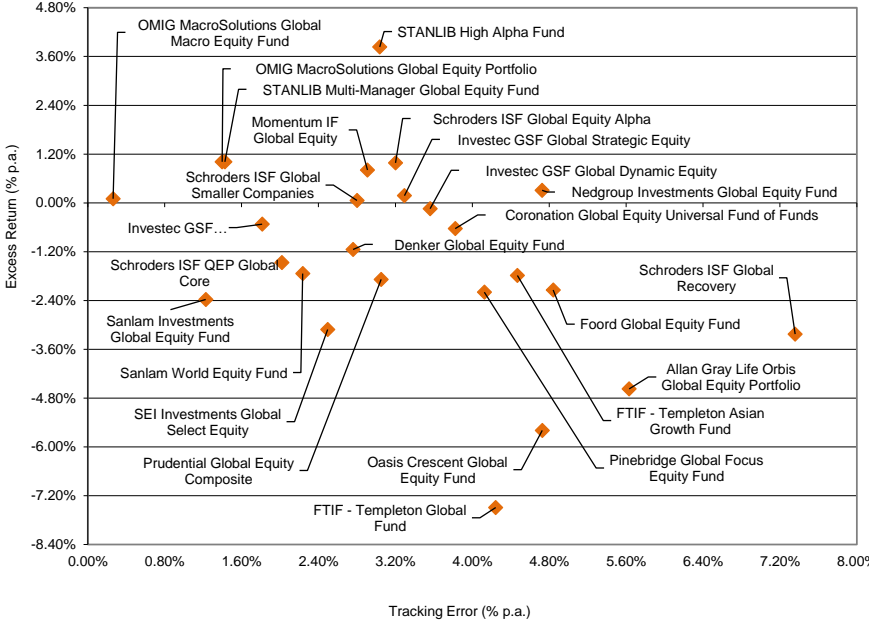 4.80%
OMIG MacroSolutions Global
Macro Equity Fund
STANLIB High Alpha Fund
3.60%
OMIG MacroSolutions Global Equity Portfolio
STANLIB Multi-Manager Global Equity Fund
2.40%
Momentum IF
Global Equity
Schroders ISF Global Equity Alpha
Investec GSF Global Strategic Equity
1.20%
Schroders ISF Global
Smaller Companies
Investec GSF Global Dynamic Equity
Nedgroup Investments Global Equity Fund
0.00%
Coronation Global Equity Universal Fund of Funds
Investec GSF…
Denker Global Equity Fund
-1.20%
Schroders ISF QEP Global
Core
Schroders ISF Global
Recovery
-2.40%
Sanlam Investments
Global Equity Fund
Foord Global Equity Fund
-3.60%
Sanlam World Equity Fund
Allan Gray Life Orbis
Global Equity Portfolio
-4.80%
SEI Investments Global
Select Equity
FTIF - Templeton Asian
Growth Fund
-6.00%
Prudential Global Equity
Composite
Oasis Crescent Global
Equity Fund
Pinebridge Global Focus
Equity Fund
-7.20%
FTIF - Templeton Global
Fund
-8.40%
0.00% 0.80% 1.60% 2.40% 3.20% 4.00% 4.80% 5.60% 6.40% 7.20% 8.00%
Excess Return (% p.a.)
Tracking Error (% p.a.)